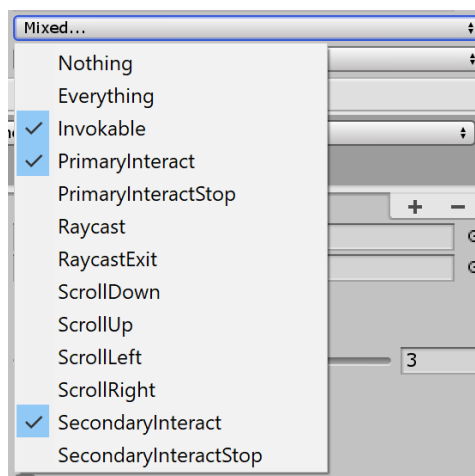 Mixed...
Nothing
Everything
Invokable
PrimaryInteract
PrimaryInteractStop
Raycast
RaycastExit
ScrollDown
ScrollUp
ScrollLeft
3
ScrollRight
SecondaryInteract
SecondaryInteractStop